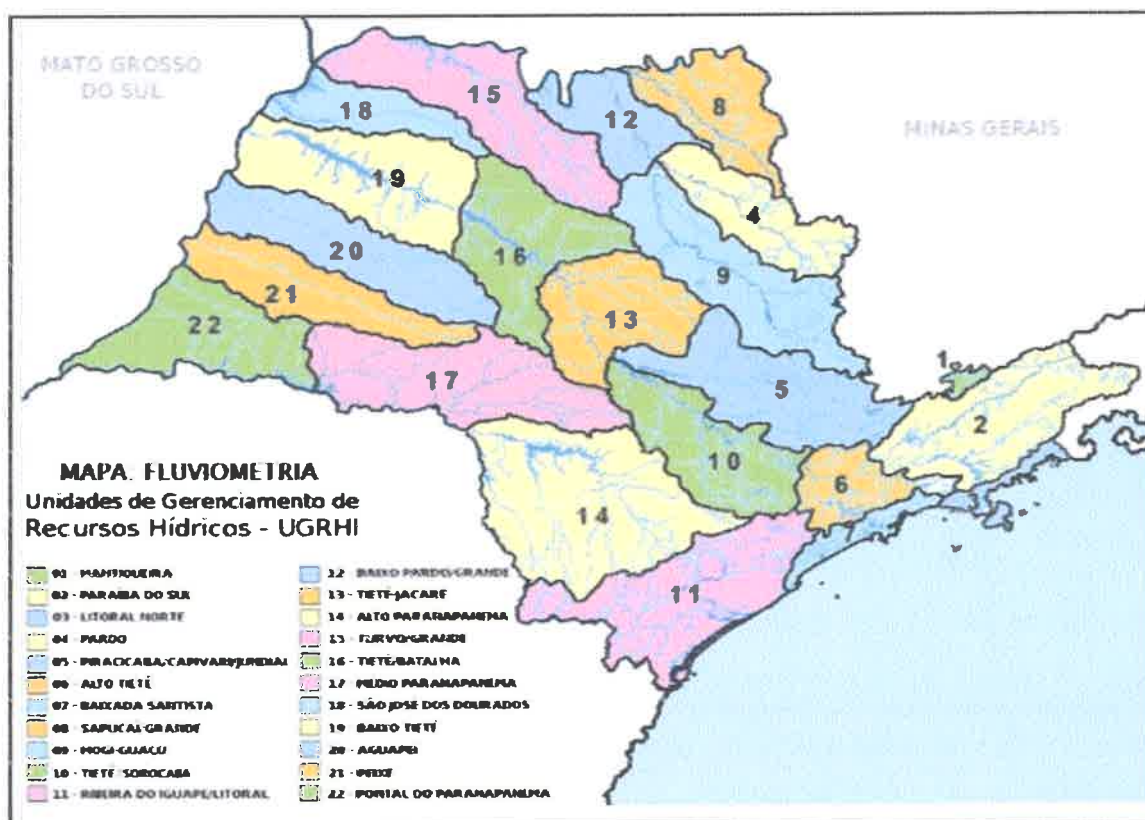 MATO GROSSO
DO SUL
MINAS GERAIS
15
18
12
8
19
4
20
16
9
21
13
22
17
5
1
2
10
6
14
11
MAPA: FLUVIOMETRIA
Unidades de Gerenciamento de
Recursos Hídricos - UGRHI
01 - MANTIQUEIRA
02 - PARAÍBA DO SUL
03 - LITORAL NORTE
04 - PARDO
05 - PIRACICABA/CAPIVARI/JUNDIAÍ
06 - ALTO TIETÊ
07 - BAIXADA SANTISTA
08 - SAPUCAI-GRANDE
09 - MOGI-GUAÇU
10 - TIETÊ SOROCABA
11 - RIBEIRA DO IGUAPE/LITORAL
12 - BAIXO PARDO/GRANDE
13 - TIETÊ-JACARÉ
14 - ALTO PARANAPANEMA
15 - TURVO/GRANDE
16 - TIETÊ/BATALHA
17 - MEDIO PARANAPANEMA
18 - SÃO JOSÉ DOS DOURADOS
19 - BAIXO TIETÊ
20 - AGUAPEÍ
21 - PEIXE
22 - PONTAL DO PARANAPANEMA